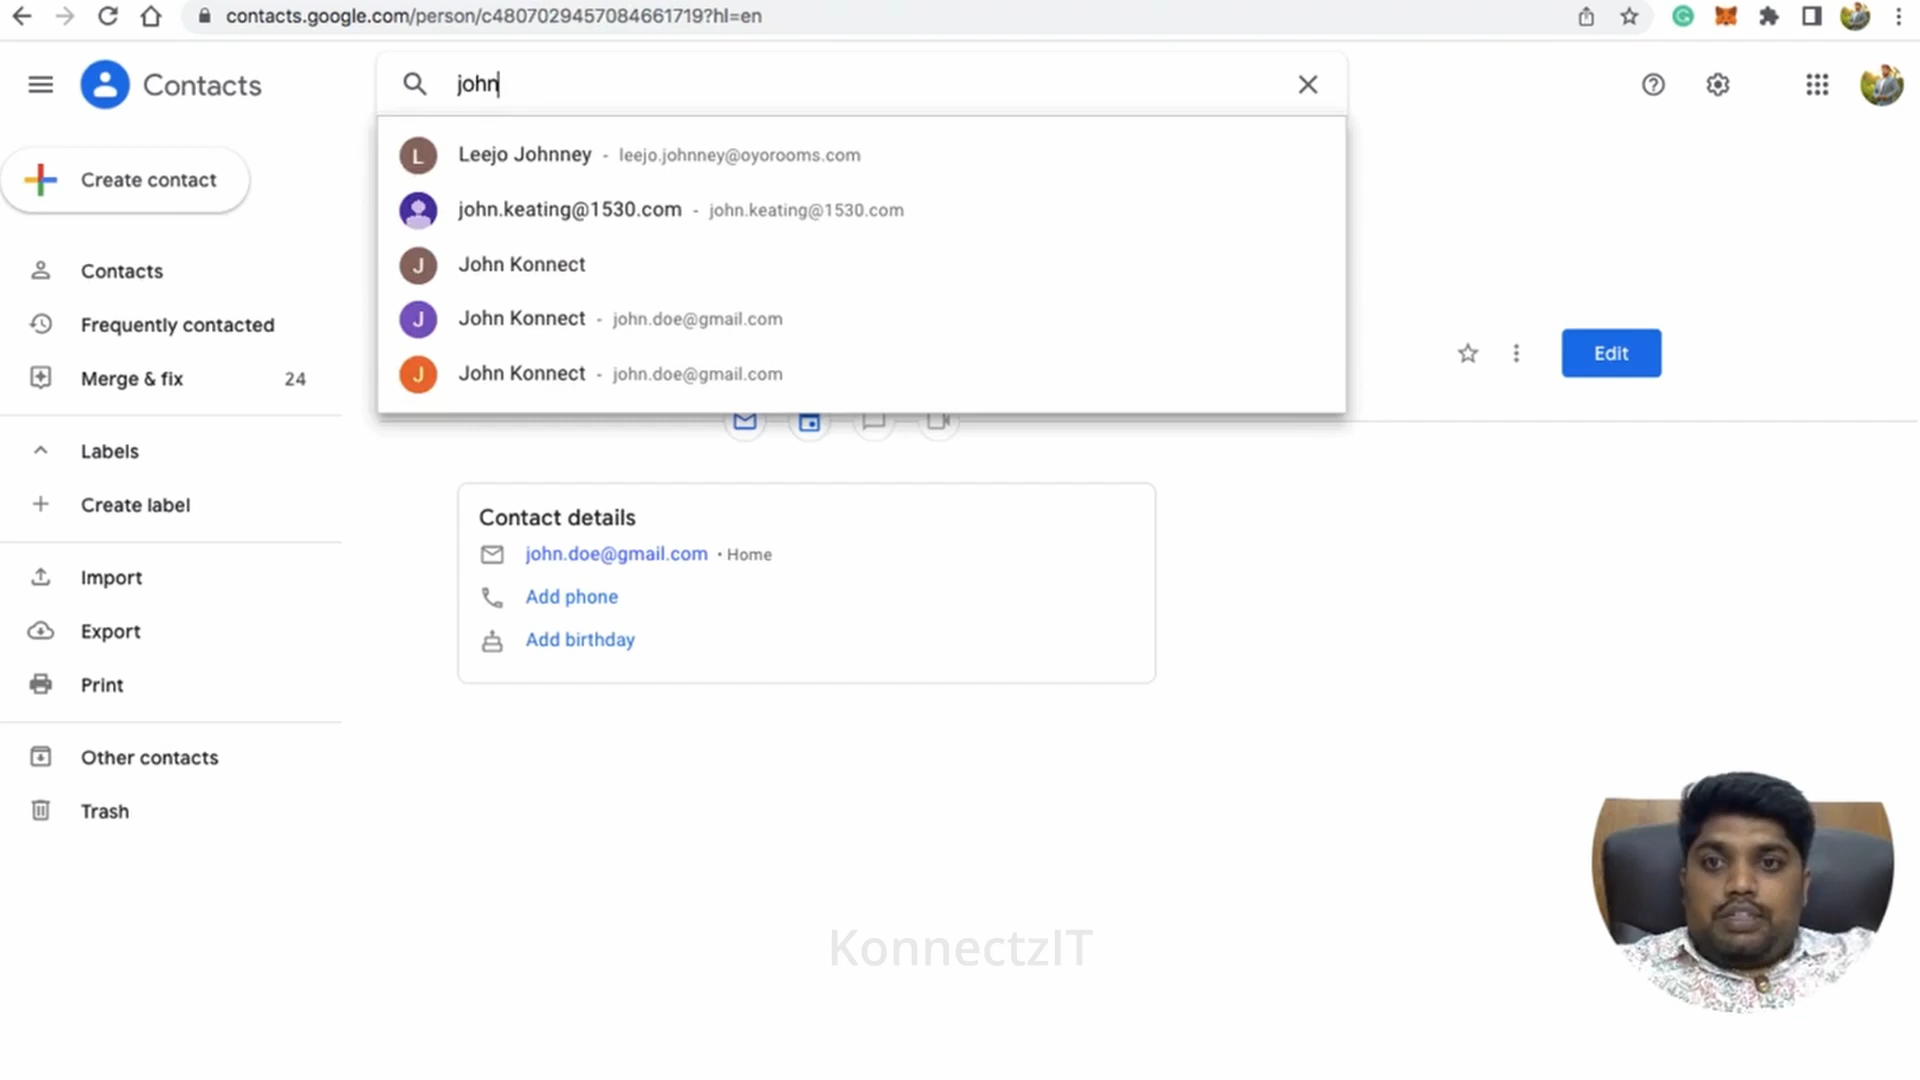 contacts.google.com/person/c4807029457084661719?hl=en
Contacts
john
Create contact
Leejo Johnney - leejo.johnney@oyorooms.com
john.keating@1530.com - john.keating@1530.com
John Konnect
John Konnect - john.doe@gmail.com
John Konnect - john.doe@gmail.com
L
J
J
J
Contacts
Frequently contacted
Merge & fix 24
Edit
Labels
Create label
Import
Export
Print
Other contacts
Trash
Contact details
john.doe@gmail.com • Home
Add phone
Add birthday
KonnectzIT